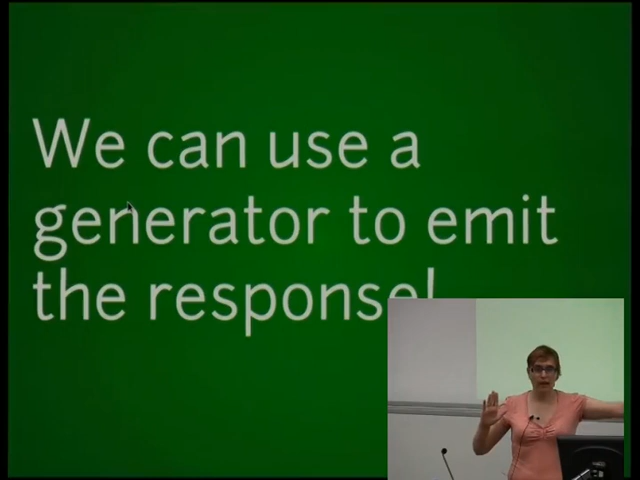 We can use a
generator to emit
the response!